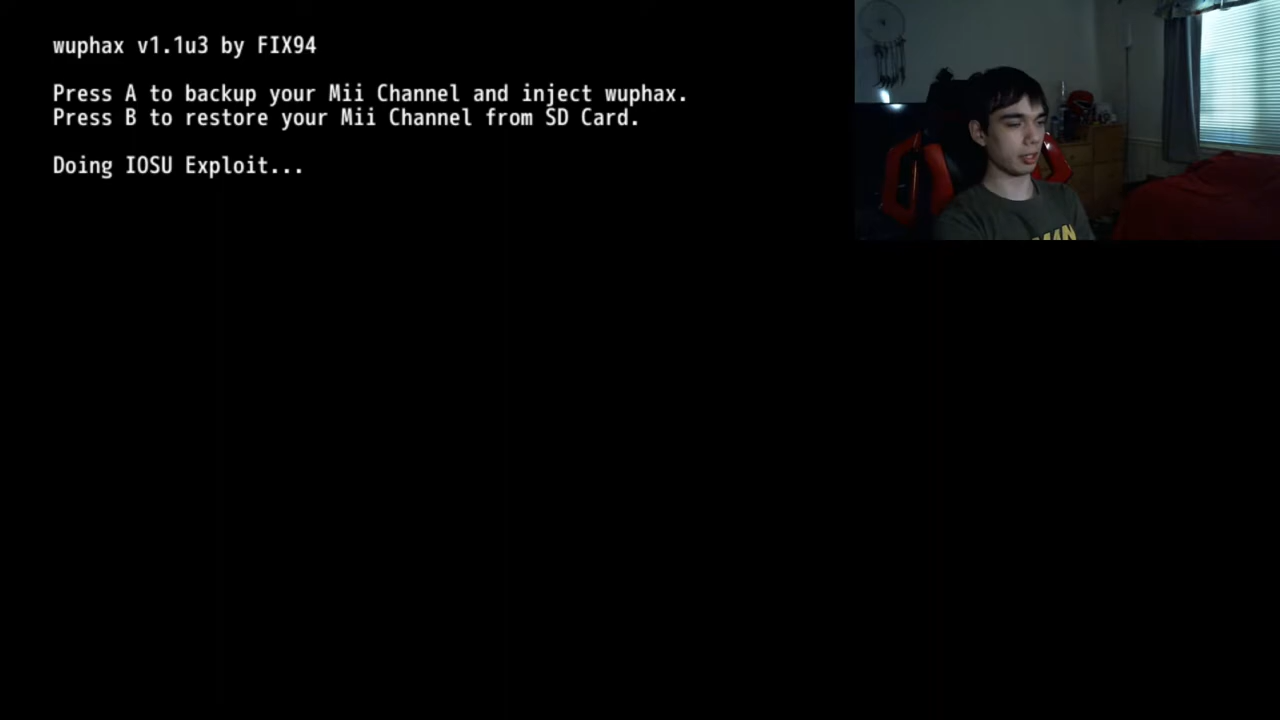 wuphax v1.1u3 by FIX94
Press A to backup your Mii Channel and inject wuphax.
Press B to restore your Mii Channel from SD Card.
Doing IOSU Exploit...